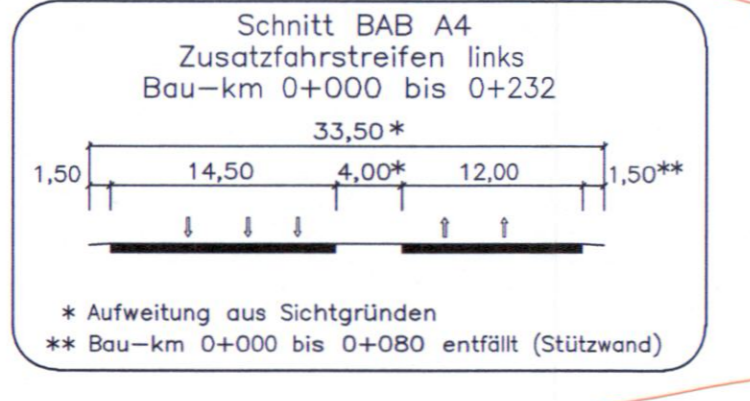 Schnitt BAB A4
Zusatzfahrstreifen links
Bau-km 0+000 bis 0+232
33,50*
1,50 14,50 4,00* 12,00 1,50**
* Aufweitung aus Sichtgründen
** Bau-km 0+000 bis 0+080 entfällt (Stützwand)